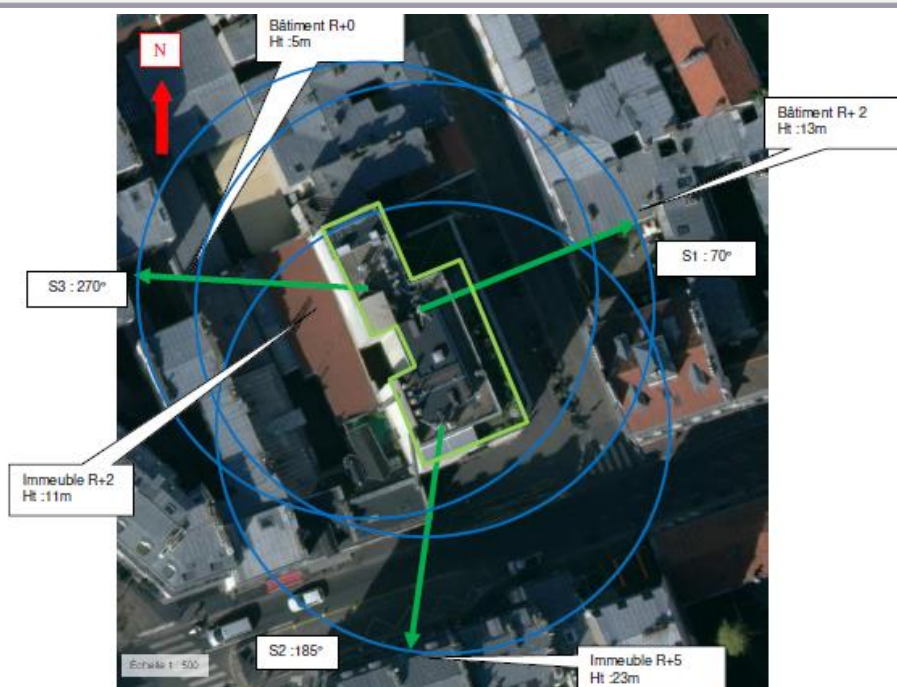 Bâtiment R+0
Ht :5m
N
Bâtiment R+ 2
Ht :13m
S1 : 70°
S3 : 270°
Immeuble R+2
Ht :11m
S2 :185°
Échelle 1 : 500
Immeuble R+5
Ht :23m